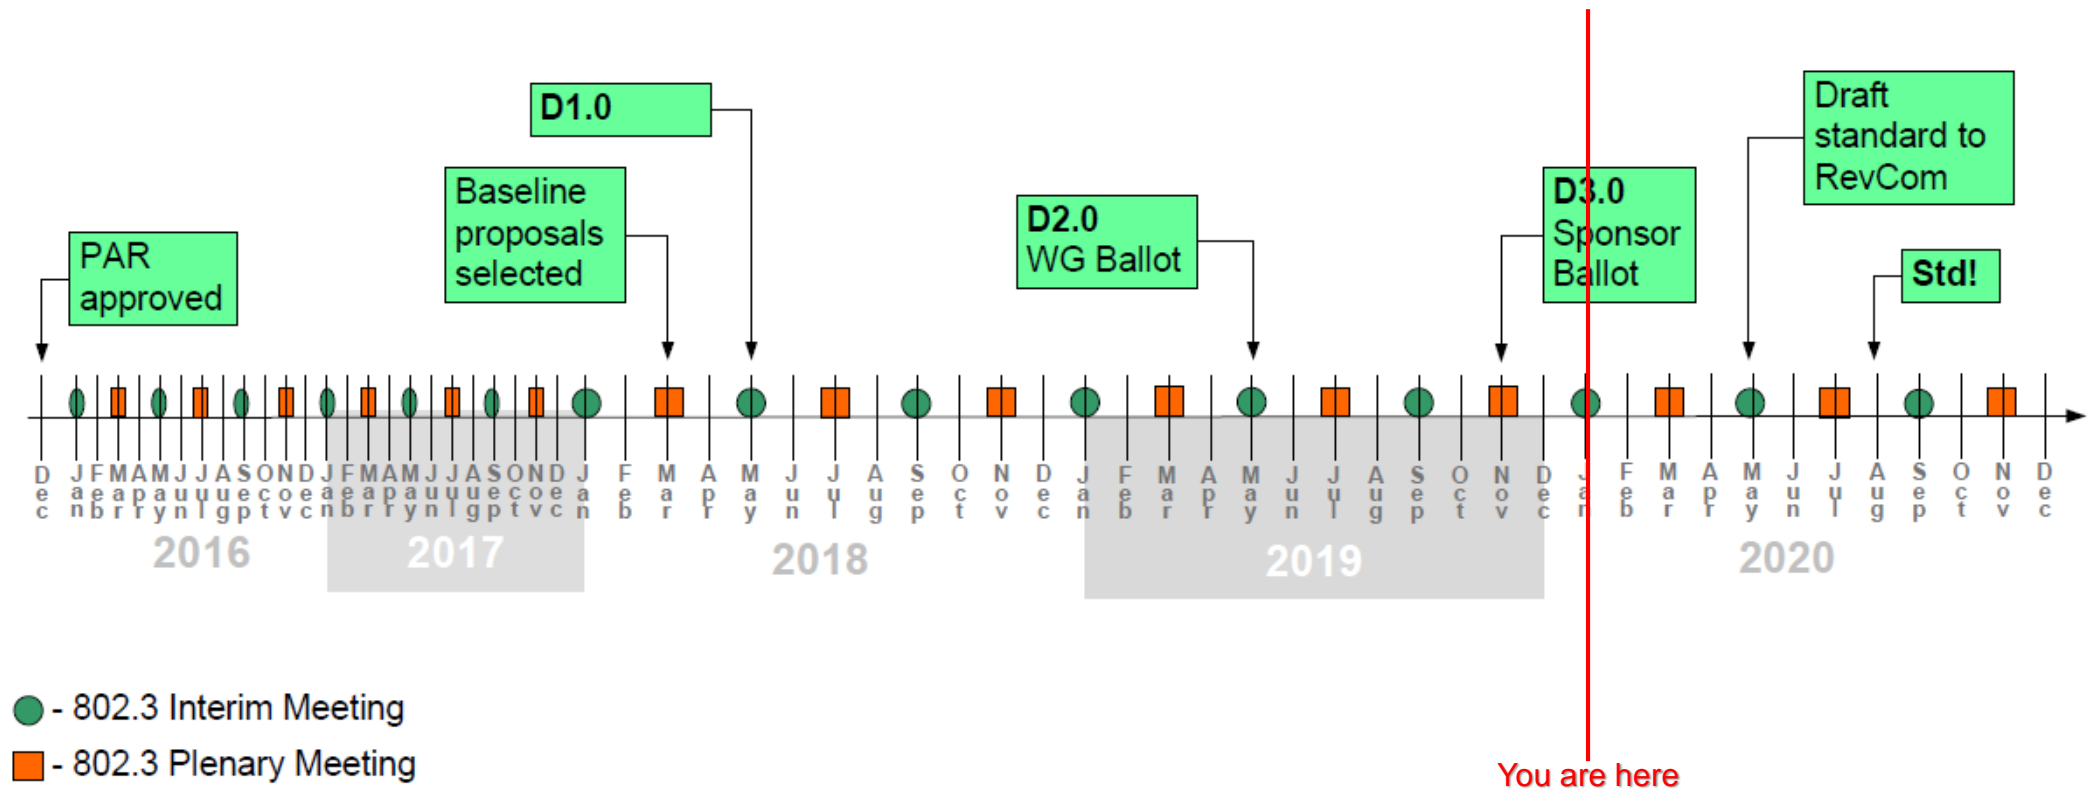 D1.0
Baseline
proposals
selected
PAR
approved
D2.0
WG Ballot
D3.0
Sponsor
Ballot
Draft
standard to
RevCom
Std!
Dec Jan Feb Mar Apr May Jun Jul Aug Sep Oct Nov Dec Jan Feb Mar Apr May Jun Jul Aug Sep Oct Nov Dec Jan Feb Mar Apr May Jun Jul Aug Sep Oct Nov Dec Jan Feb Mar Apr May Jun Jul Aug Sep Oct Nov Dec Jan Feb Mar Apr May Jun Jul Aug Sep Oct Nov Dec
2016 2017 2018 2019 2020
- 802.3 Interim Meeting
- 802.3 Plenary Meeting
You are here